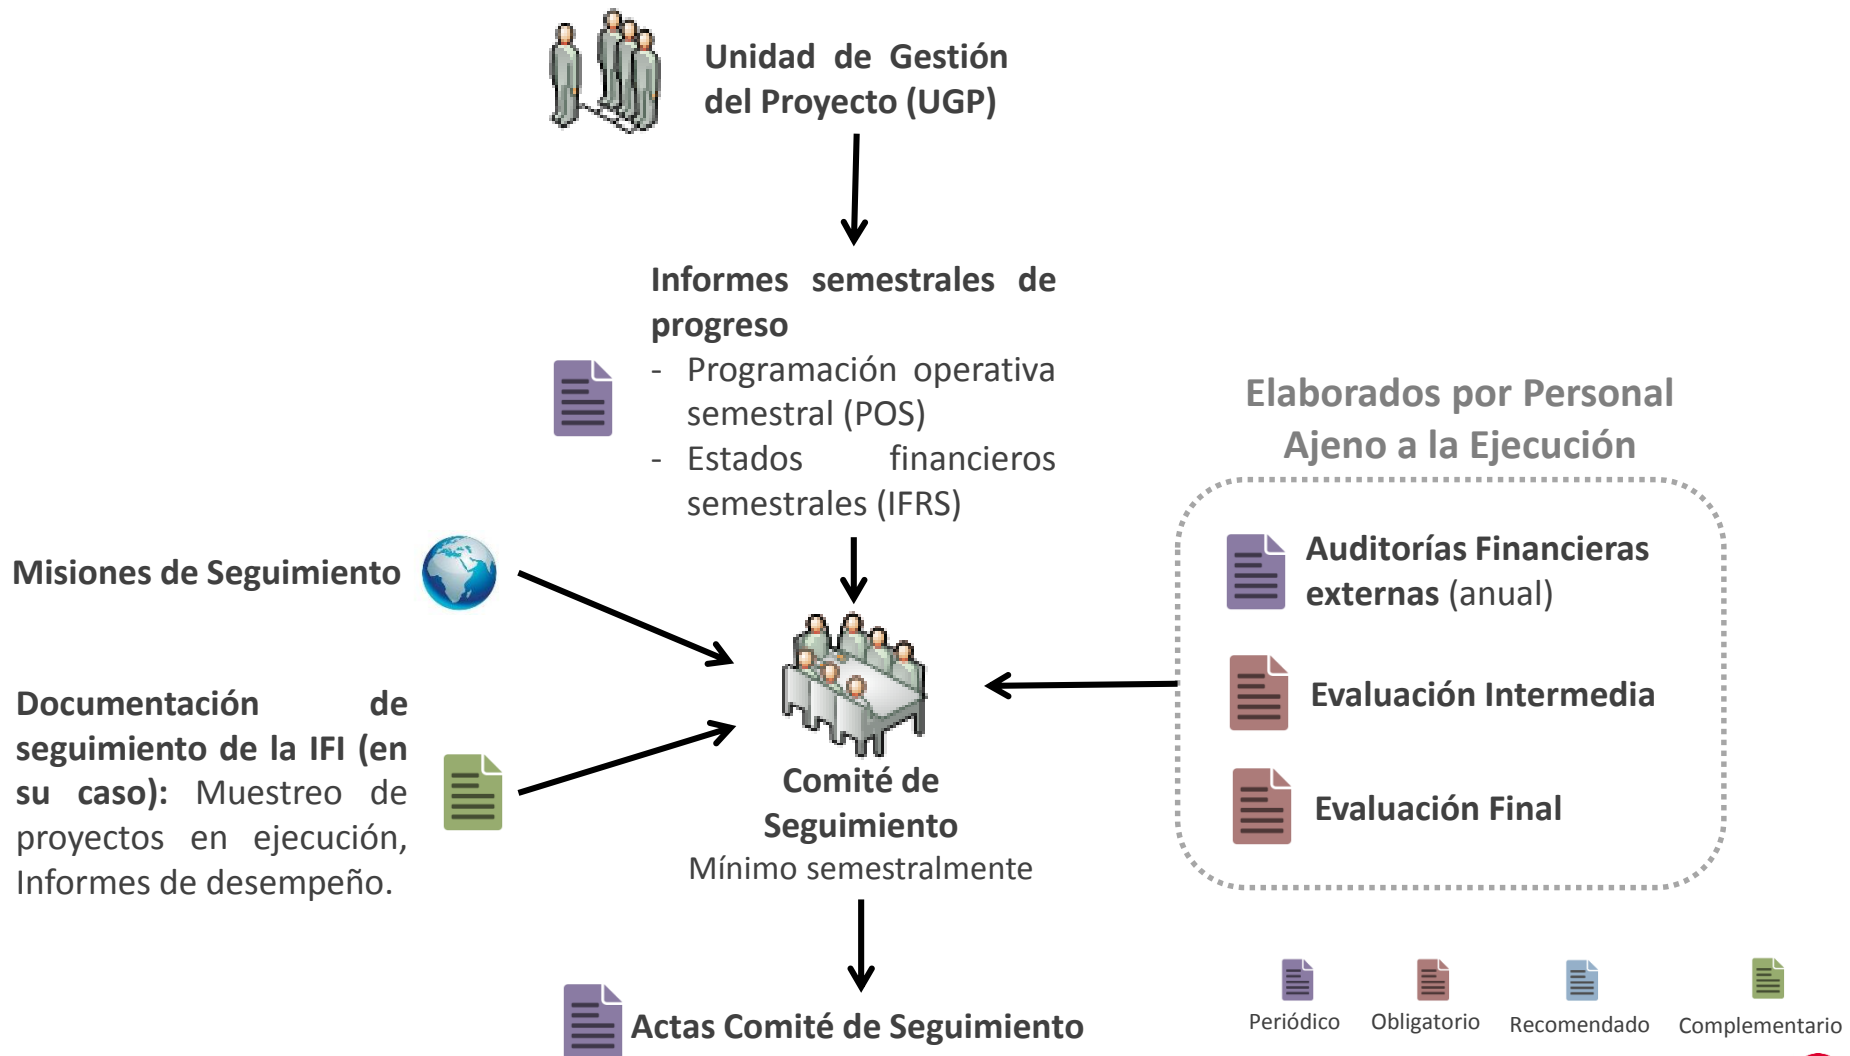 Unidad de Gestión
del Proyecto (UGP)
Informes semestrales de
progreso
- Programación operativa
semestral (POS)
- Estados financieros
semestrales (IFRS)
Elaborados por Personal
Ajeno a la Ejecución
Auditorías Financieras
externas (anual)
Evaluación Intermedia
Evaluación Final
Misiones de Seguimiento
Documentación de
seguimiento de la IFI (en
su caso): Muestreo de
proyectos en ejecución,
Informes de desempeño.
Comité de
Seguimiento
Mínimo semestralmente
Actas Comité de Seguimiento
Periódico
Obligatorio
Recomendado
Complementario